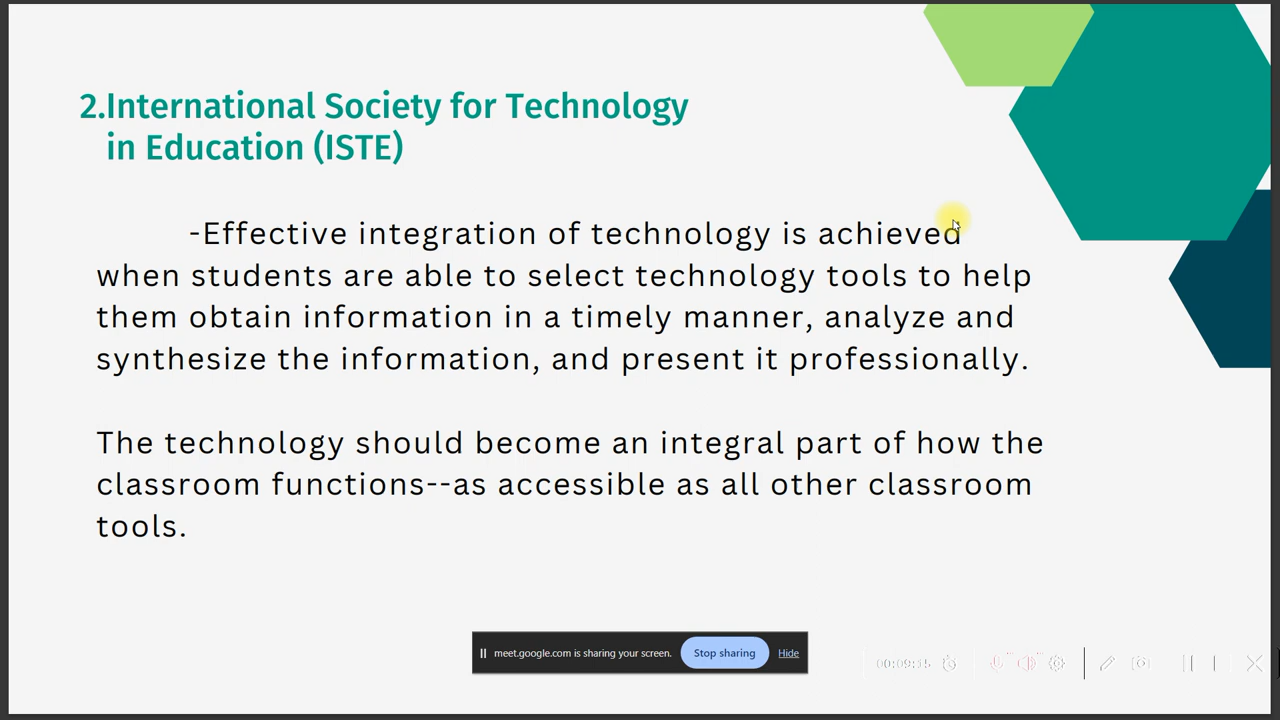 2.International Society for Technology
in Education (ISTE)
-Effective integration of technology is achieved
when students are able to select technology tools to help
them obtain information in a timely manner, analyze and
synthesize the information, and present it professionally.
The technology should become an integral part of how the
classroom functions--as accessible as all other classroom
tools.
meet.google.com is sharing your screen. Stop sharing Hide